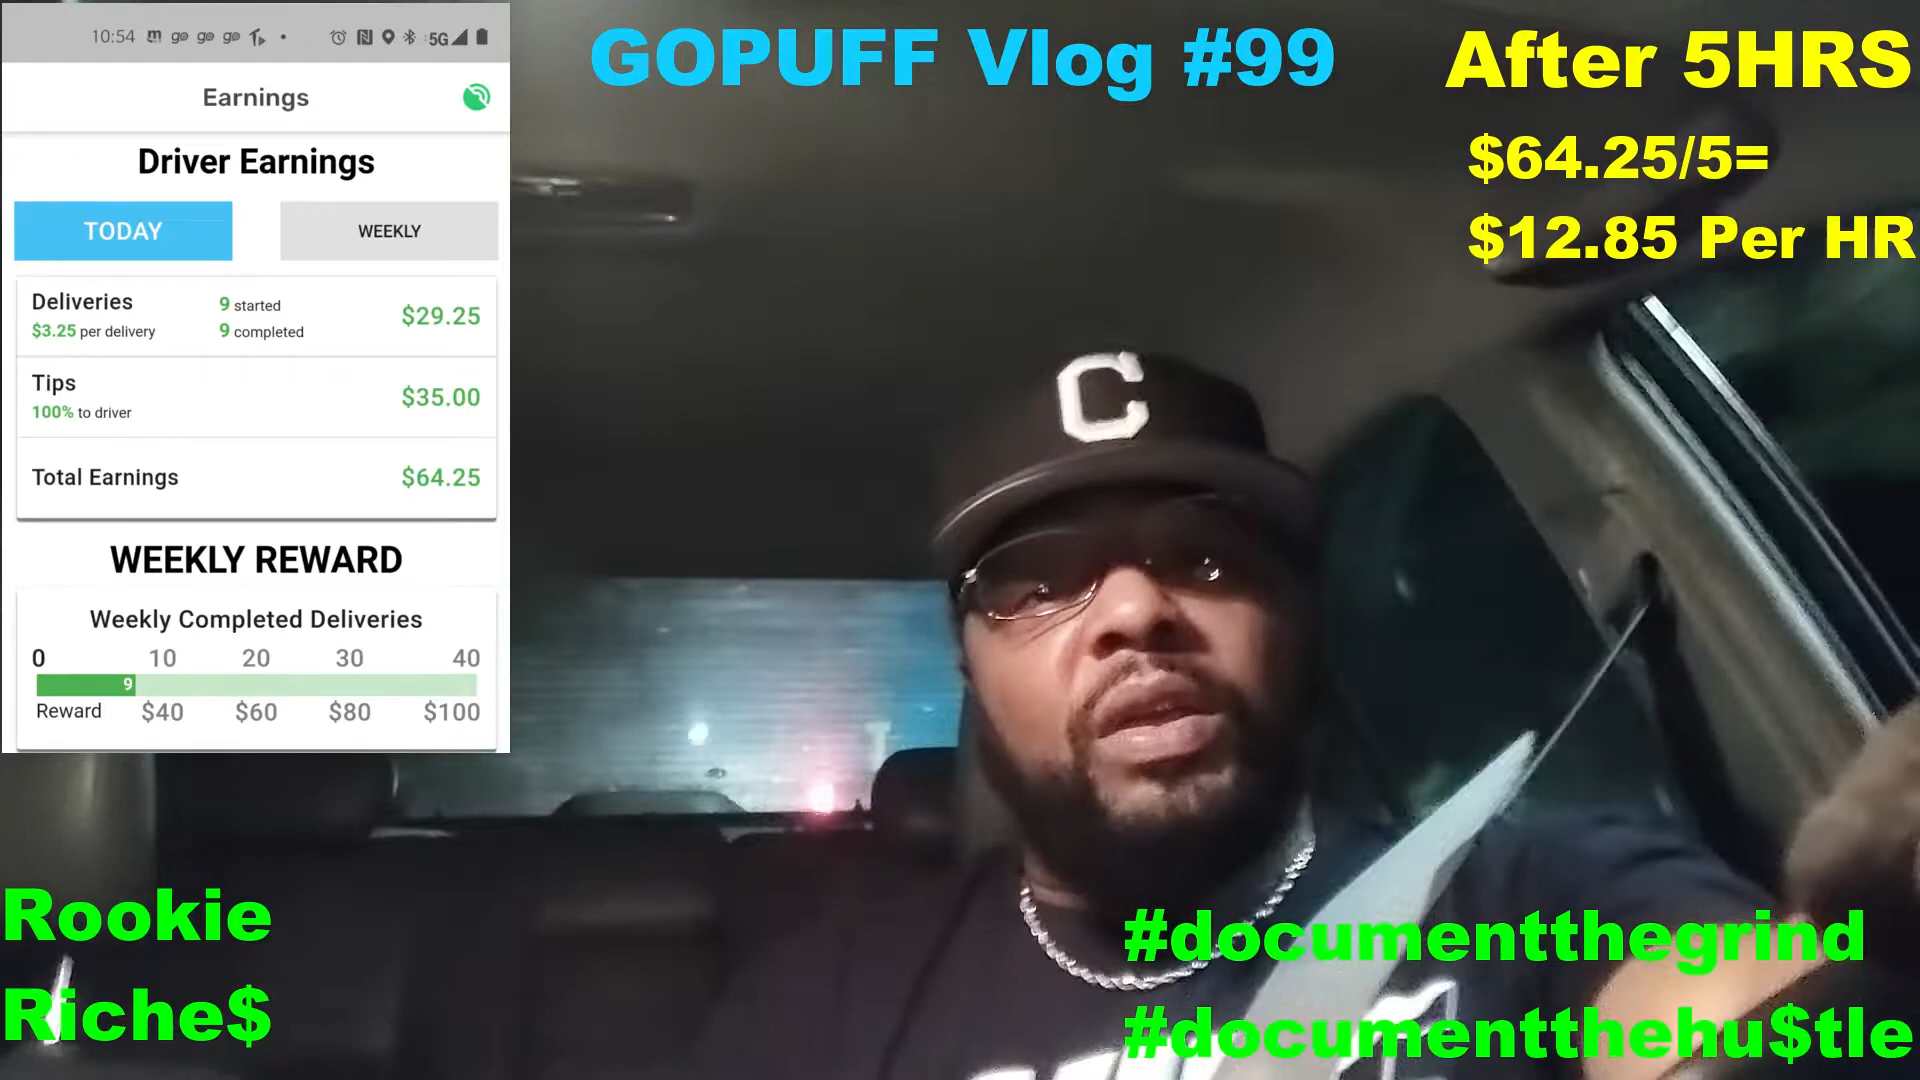 10:54
5G
Earnings
Driver Earnings
TODAY
WEEKLY
Deliveries
9 started
$29.25
$3.25 per delivery
9 completed
Tips
$35.00
100% to driver
Total Earnings
$64.25
WEEKLY REWARD
Weekly Completed Deliveries
0 10 20 30 40
9
Reward $40 $60 $80 $100
GOPUFF Vlog #99
After 5HRS
$64.25/5=
$12.85 Per HR
C
Rookie
Riche$
#documentthegrind
#documentthehu$tle